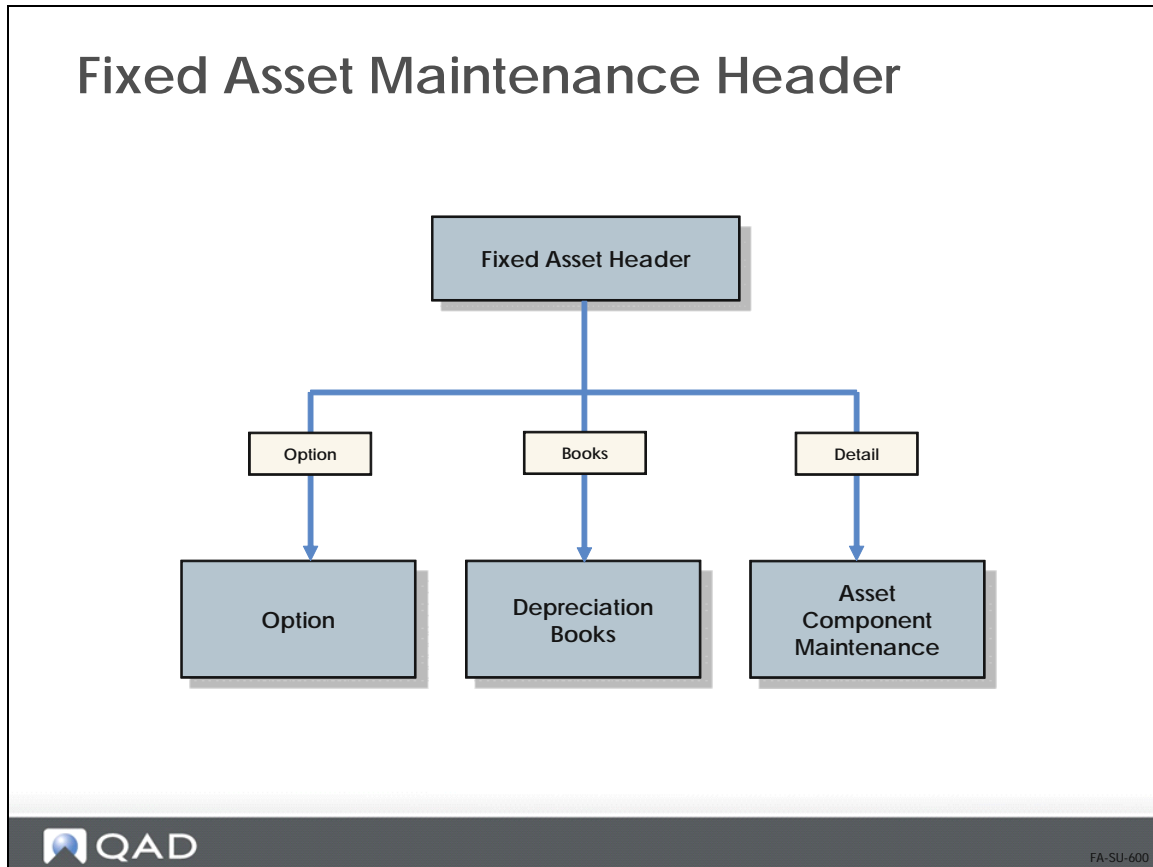 Fixed Asset Maintenance Header
Fixed Asset Header
Option
Books
Detail
Option
Depreciation
Books
Asset
Component
Maintenance
QAD
FA-SU-600